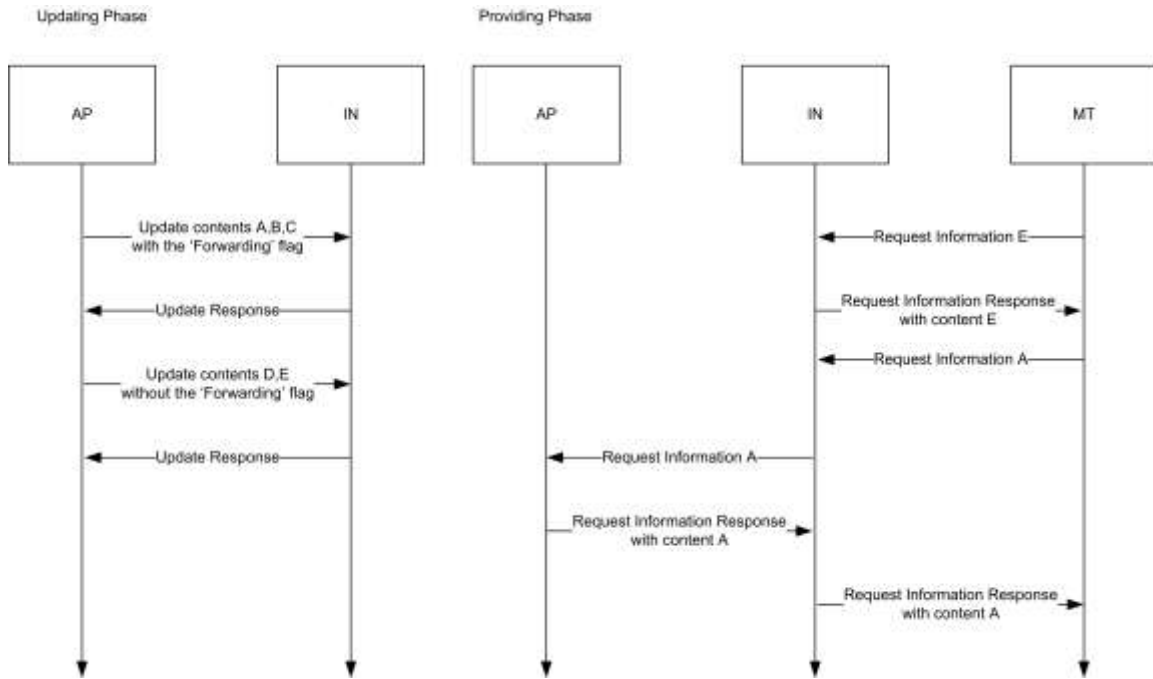 Updating Phase
Providing Phase
AP
IN
AP
IN
MT
Update contents A,B,C
with the 'Forwarding' flag
Request Information E
Update Response
Request Information Response
with content E
Request Information A
Update contents D,E
without the 'Forwarding' flag
Update Response
Request Information A
Request Information Response
with content A
Request Information Response
with content A